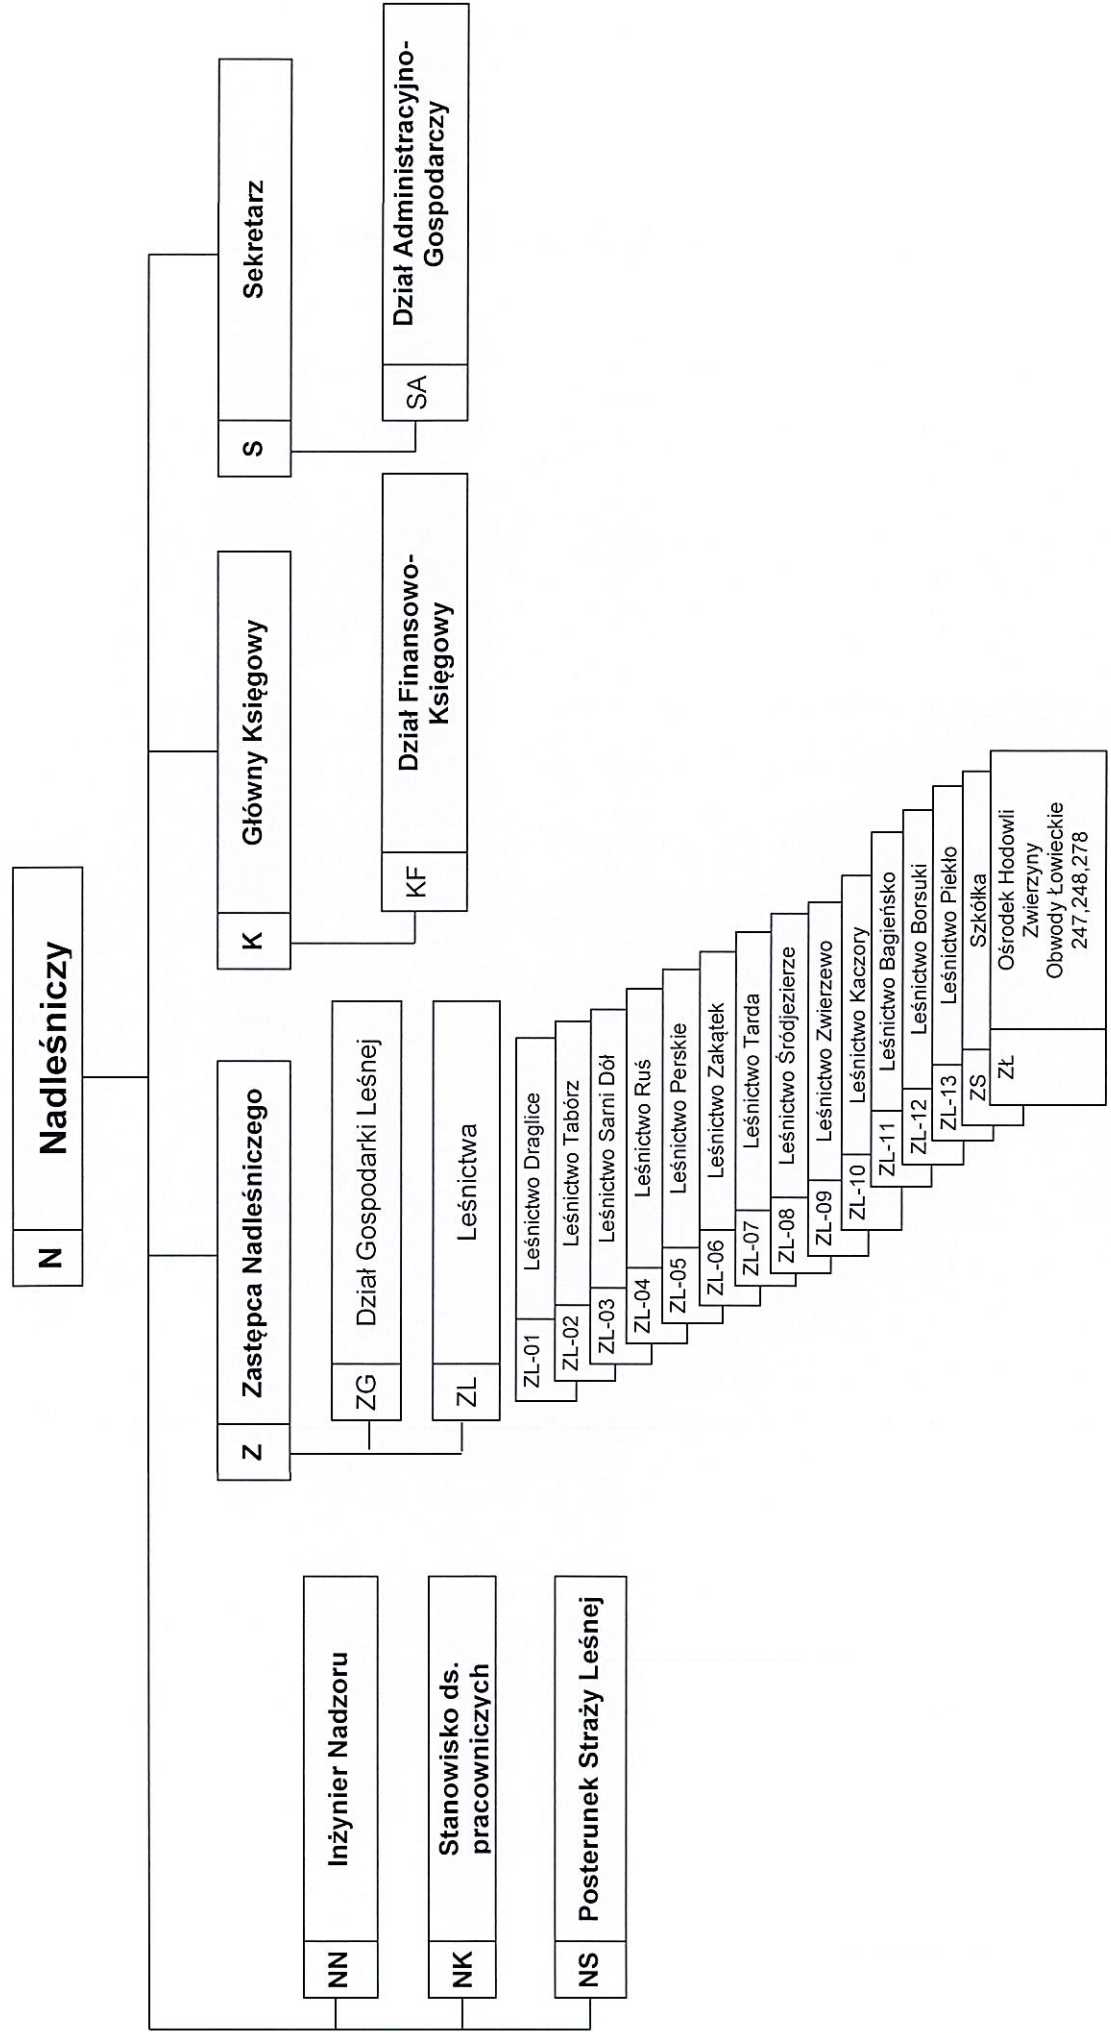 N
Nadleśniczy
NN
Inżynier Nadzoru
NK
Stanowisko ds.
pracowniczych
NS
Posterunek Straży Leśnej
Z
Zastępca Nadleśniczego
ZG
Dział Gospodarki Leśnej
ZL
Leśnictwa
ZL-01
Leśnictwo Draglice
ZL-02
Leśnictwo Tabórz
ZL-03
Leśnictwo Sarni Dół
ZL-04
Leśnictwo Ruś
ZL-05
Leśnictwo Perskie
ZL-06
Leśnictwo Zakątek
ZL-07
Leśnictwo Tarda
ZL-08
Leśnictwo Śródjezierze
ZL-09
Leśnictwo Zwierzewo
ZL-10
Leśnictwo Kaczory
ZL-11
Leśnictwo Bagieńsko
ZL-12
Leśnictwo Borsuki
ZL-13
Leśnictwo Piekło
ZS
Szkółka
ZŁ
Ośrodek Hodowli
Zwierzyny
Obwody Łowieckie
247,248,278
K
Główny Księgowy
KF
Dział Finansowo-
Księgowy
S
Sekretarz
SA
Dział Administracyjno-
Gospodarczy